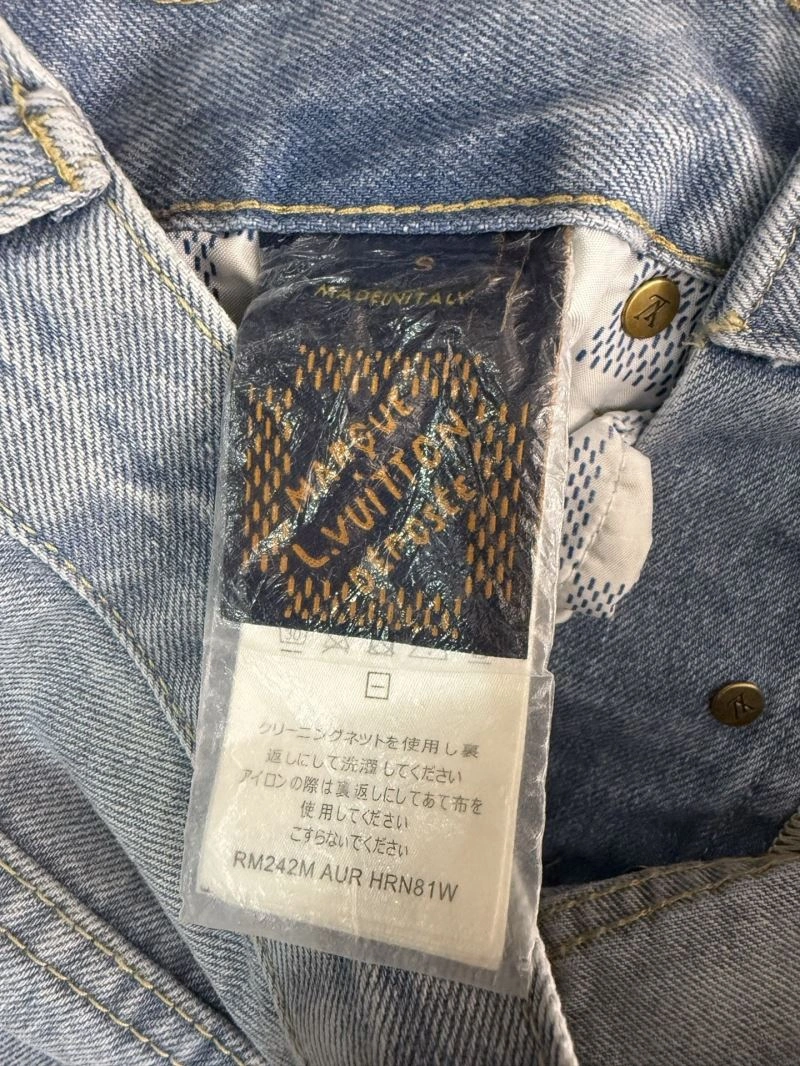 S
MADE IN ITALY
MARQUE
L.VUITTON
DÉPOSÉE
30
クリーニングネットを使用し裏
返しにして洗濯してください
アイロンの際は裏返しにしてあて布を
使用してください
こすらないでください
RM242M AUR HRN81W
LV
LV